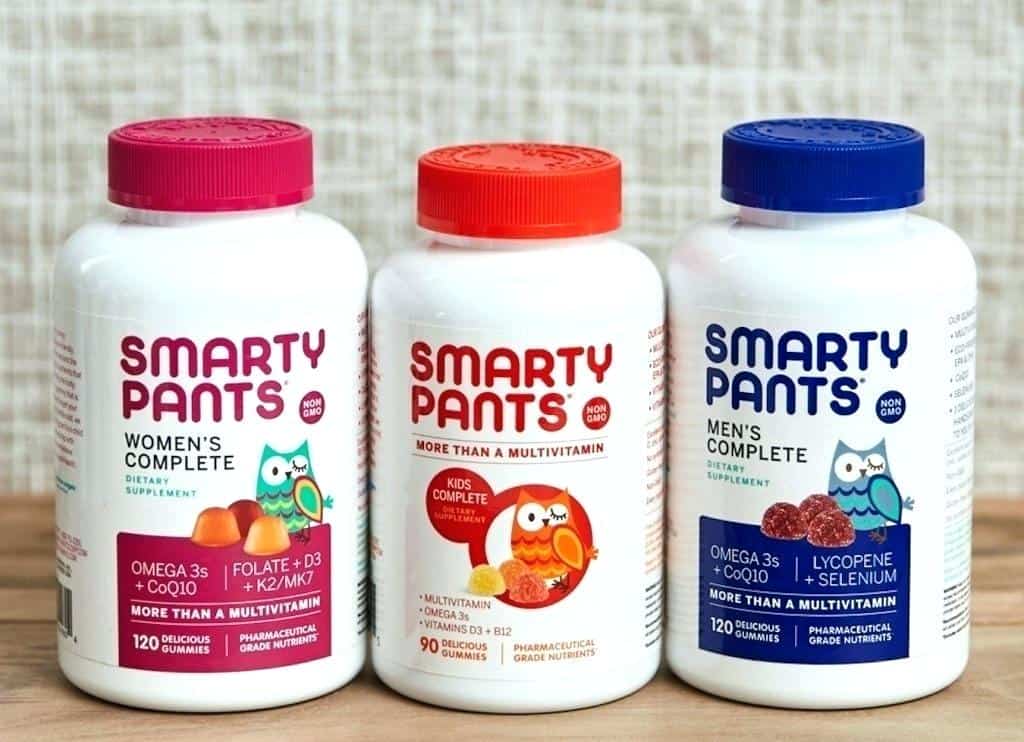 SMARTY
PANTS
NON
GMO
WOMEN'S
COMPLETE
DIETARY
SUPPLEMENT
OMEGA 3s
+ CoQ10
FOLATE + D3
+ K2/MK7
MORE THAN A MULTIVITAMIN
120 DELICIOUS
GUMMIES
PHARMACEUTICAL
GRADE NUTRIENTS
SMARTY
PANTS
NON
GMO
MORE THAN A MULTIVITAMIN
KIDS
COMPLETE
DIETARY
SUPPLEMENT
• MULTIVITAMIN
• OMEGA 3s
• VITAMINS D3 + B12
90 DELICIOUS
GUMMIES
PHARMACEUTICAL
GRADE NUTRIENTS
SMARTY
PANTS
NON
GMO
MEN'S
COMPLETE
DIETARY
SUPPLEMENT
OMEGA 3s
+ CoQ10
LYCOPENE
+ SELENIUM
MORE THAN A MULTIVITAMIN
120 DELICIOUS
GUMMIES
PHARMACEUTICAL
GRADE NUTRIENTS